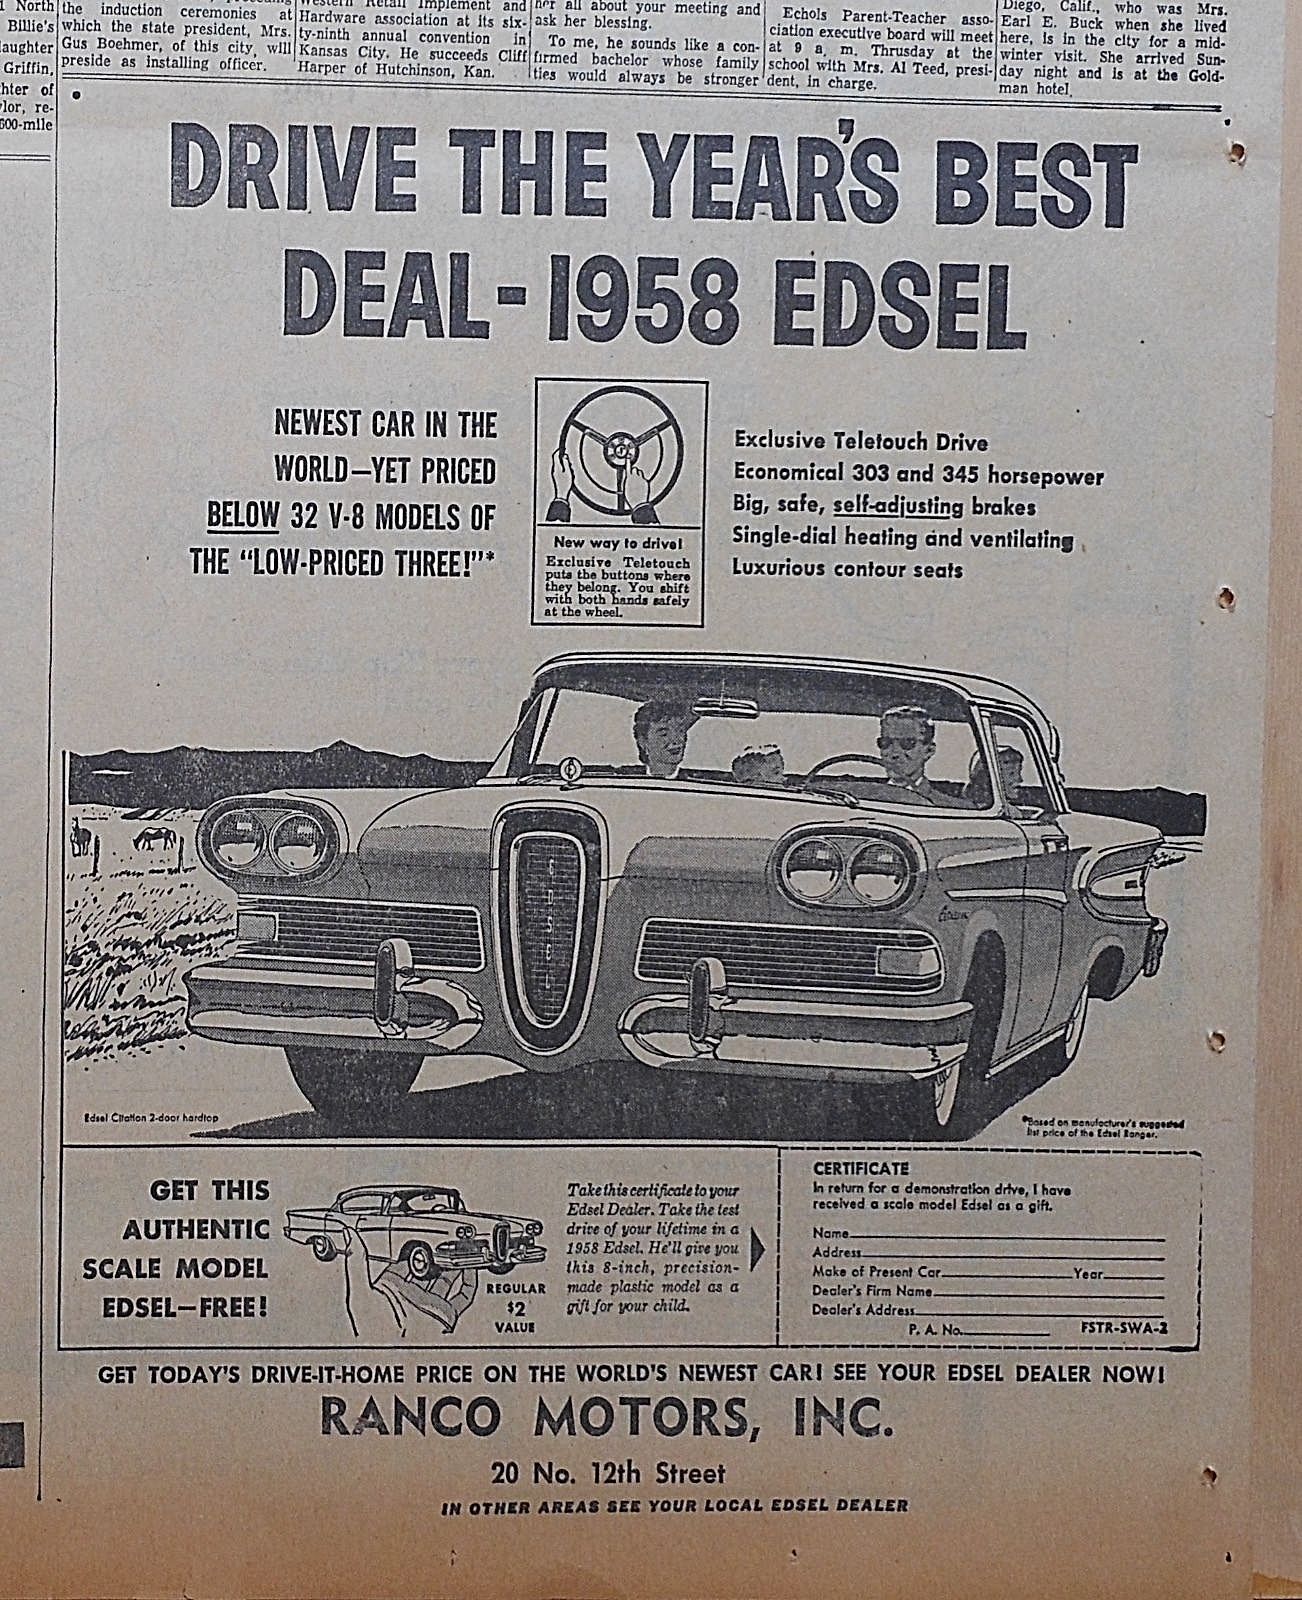 North
Billie's
laughter
Griffin,
hter of
lor, re-
600-mile
the induction ceremonies at
which the state president, Mrs.
Gus Boehmer, of this city, will
preside as installing officer.
Western Retail Implement and
Hardware association at its six-
ty-ninth annual convention in
Kansas City. He succeeds Cliff
Harper of Hutchinson, Kan.
her all about your meeting and
ask her blessing.
To me, he sounds like a con-
firmed bachelor whose family
ties would always be stronger
Echols Parent-Teacher asso-
ciation executive board will meet
at 9 a. m. Thrusday at the
school with Mrs. Al Teed, presi-
dent, in charge.
Diego, Calif., who was Mrs.
Earl E. Buck when she lived
here, is in the city for a mid-
winter visit. She arrived Sun-
day night and is at the Gold-
man hotel.
DRIVE THE YEAR'S BEST
DEAL-1958 EDSEL
NEWEST CAR IN THE
WORLD—YET PRICED
BELOW 32 V-8 MODELS OF
THE "LOW-PRICED THREE!"*
New way to drive!
Exclusive Teletouch
puts the buttons where
they belong. You shift
with both hands safely
at the wheel.
Exclusive Teletouch Drive
Economical 303 and 345 horsepower
Big, safe, self-adjusting brakes
Single-dial heating and ventilating
Luxurious contour seats
EDSEL
Citation
Edsel Citation 2-door hardtop
*Based on manufacturer's suggested
list price of the Edsel Ranger.
GET THIS
AUTHENTIC
SCALE MODEL
EDSEL—FREE!
REGULAR
$2
VALUE
Take this certificate to your
Edsel Dealer. Take the test
drive of your lifetime in a
1958 Edsel. He'll give you
this 8-inch, precision-
made plastic model as a
gift for your child.
CERTIFICATE
In return for a demonstration drive, I have
received a scale model Edsel as a gift.
Name
Address
Make of Present Car Year
Dealer's Firm Name
Dealer's Address
P. A. No. FSTR-SWA-2
GET TODAY'S DRIVE-IT-HOME PRICE ON THE WORLD'S NEWEST CAR! SEE YOUR EDSEL DEALER NOW!
RANCO MOTORS, INC.
20 No. 12th Street
IN OTHER AREAS SEE YOUR LOCAL EDSEL DEALER